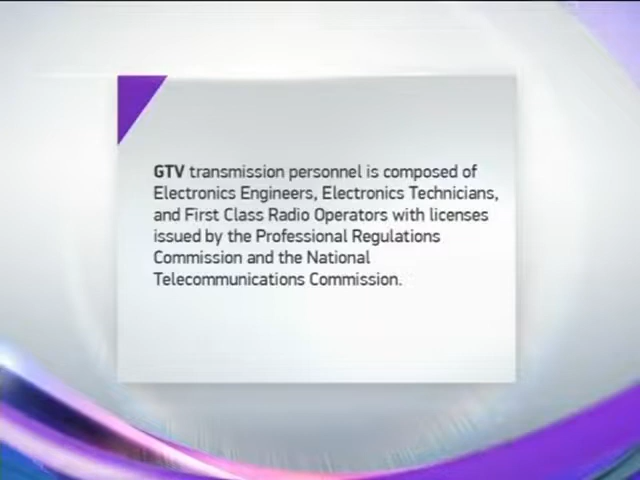 GTV transmission personnel is composed of
Electronics Engineers, Electronics Technicians,
and First Class Radio Operators with licenses
issued by the Professional Regulations
Commission and the National
Telecommunications Commission.